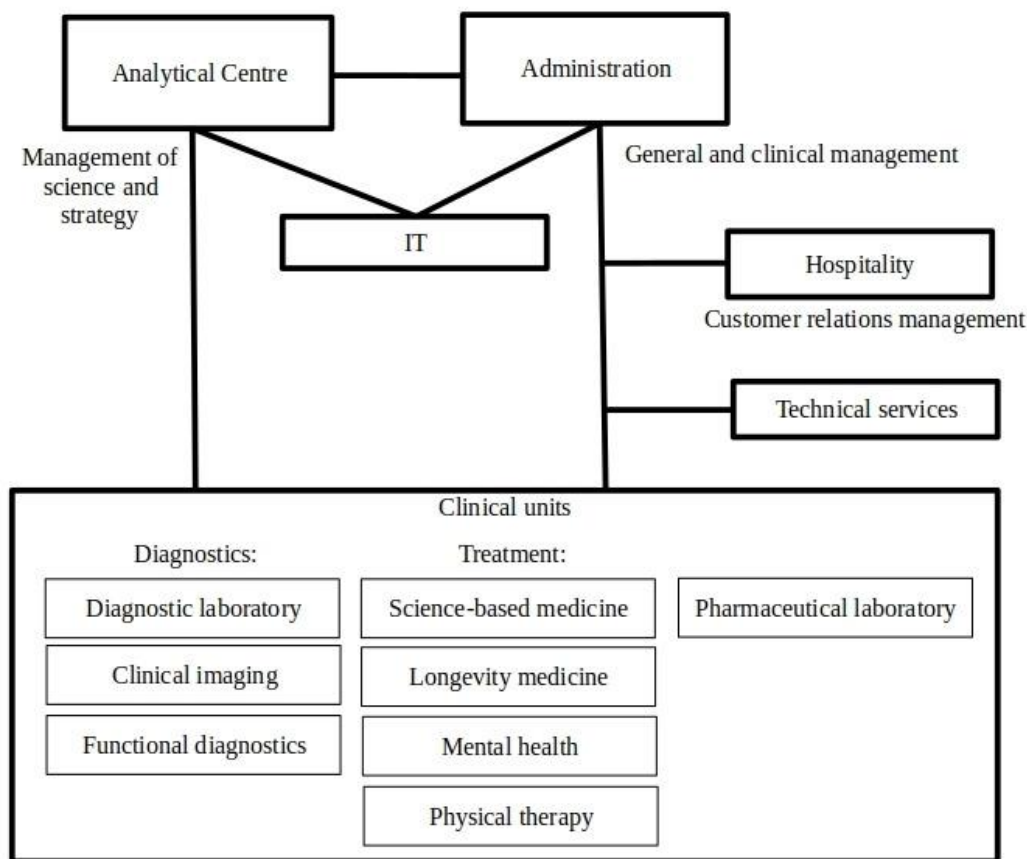 Analytical Centre
Administration
Management of
science and
strategy
General and clinical management
IT
Hospitality
Customer relations management
Technical services
Clinical units
Diagnostics:
Diagnostic laboratory
Clinical imaging
Functional diagnostics
Treatment:
Science-based medicine
Longevity medicine
Mental health
Physical therapy
Pharmaceutical laboratory